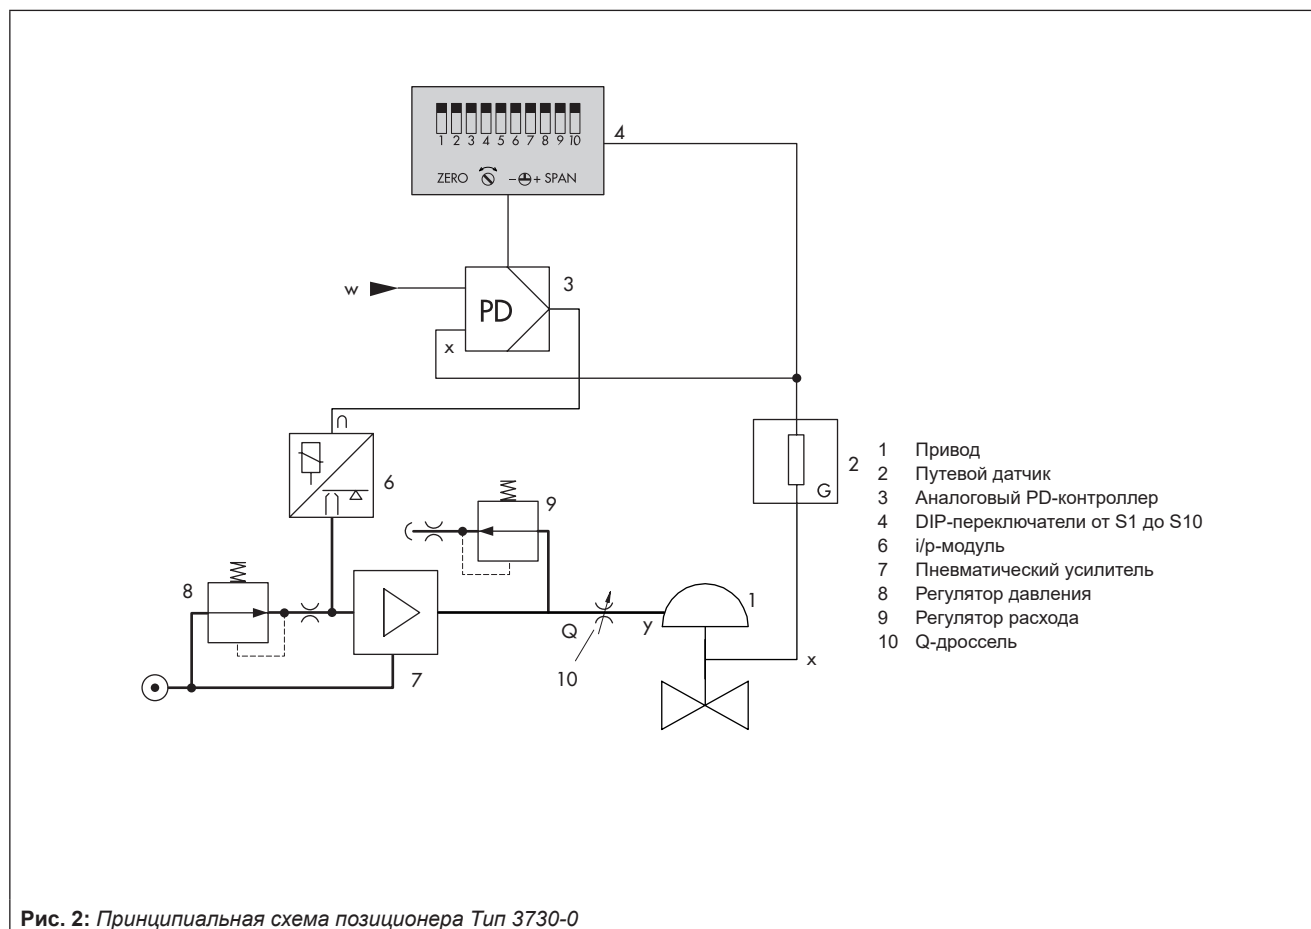 1 2 3 4 5 6 7 8 9 10
4
ZERO - + SPAN
w
3
PD
x
2
G
6
9
8
1
Q
y
x
10
7
1 Привод
2 Путевой датчик
3 Аналоговый PD-контроллер
4 DIP-переключатели от S1 до S10
6 i/p-модуль
7 Пневматический усилитель
8 Регулятор давления
9 Регулятор расхода
10 Q-дроссель
Рис. 2: Принципиальная схема позиционера Тип 3730-0